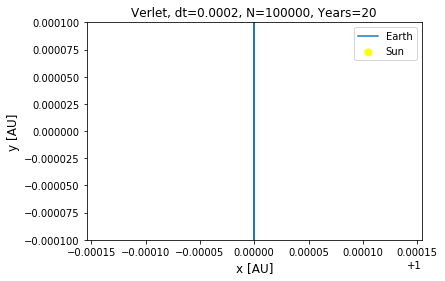 Verlet, dt=0.0002, N=100000, Years=20
0.000100
0.000075
0.000050
0.000025
0.000000
−0.000025
−0.000050
−0.000075
−0.000100
y [AU]
Earth
Sun
−0.00015 −0.00010 −0.00005 0.00000 0.00005 0.00010 0.00015
+1
x [AU]